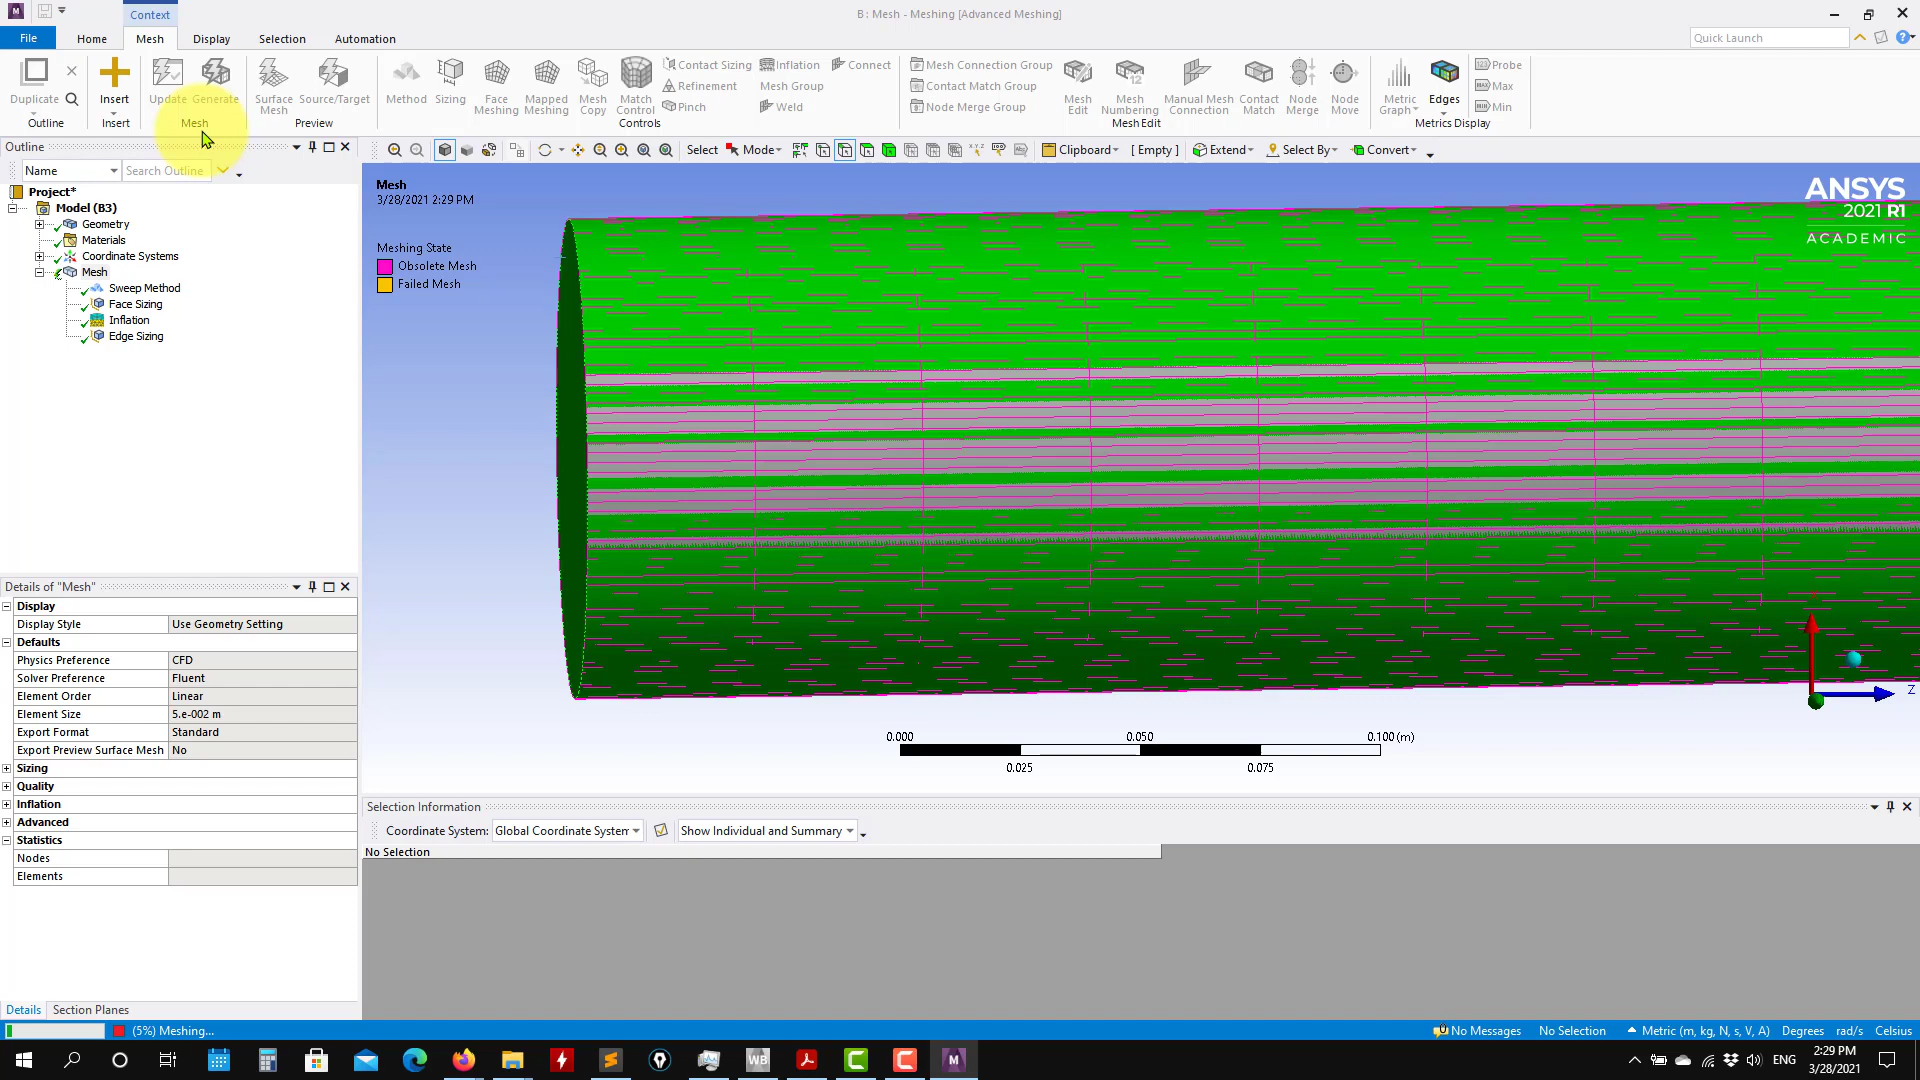 Context
B : Mesh - Meshing [Advanced Meshing]
File
Home
Mesh
Display
Selection
Automation
Quick Launch
Duplicate
Outline
Insert
Insert
Update
Generate
Mesh
Surface Mesh
Source/Target
Preview
Method
Sizing
Face Meshing
Mapped Meshing
Mesh Copy
Match Control
Contact Sizing
Refinement
Pinch
Inflation
Mesh Group
Weld
Connect
Controls
Mesh Connection Group
Contact Match Group
Node Merge Group
Mesh Edit
Mesh Numbering
Manual Mesh Connection
Contact Match
Node Merge
Node Move
Mesh Edit
Metric Graph
Edges
Probe
Max
Min
Metrics Display
Outline
Name
Search Outline
Project*
Model (B3)
Geometry
Materials
Coordinate Systems
Mesh
Sweep Method
Face Sizing
Inflation
Edge Sizing
Select
Mode
Clipboard
[ Empty ]
Extend
Select By
Convert
Mesh
3/28/2021 2:29 PM
Meshing State
Obsolete Mesh
Failed Mesh
ANSYS
2021 R1
ACADEMIC
Z
0.000
0.050
0.100 (m)
0.025
0.075
Details of "Mesh"
Display
Display Style Use Geometry Setting
Defaults
Physics Preference CFD
Solver Preference Fluent
Element Order Linear
Element Size 5.e-002 m
Export Format Standard
Export Preview Surface Mesh No
Sizing
Quality
Inflation
Advanced
Statistics
Nodes
Elements
Selection Information
Coordinate System: Global Coordinate System
Show Individual and Summary
No Selection
Details
Section Planes
(5%) Meshing...
No Messages
No Selection
Metric (m, kg, N, s, V, A)
Degrees
rad/s
Celsius
WB
M
ENG
2:29 PM
3/28/2021